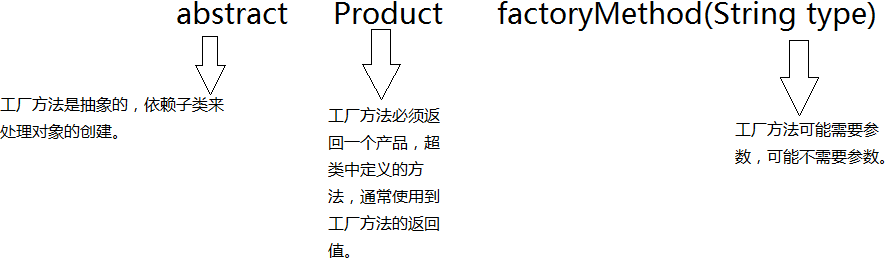 abstract Product factoryMethod(String type)
工厂方法是抽象的，依赖子类来
处理对象的创建。
工厂方法必须返
回一个产品，超
类中定义的方
法，通常使用到
工厂方法的返回
值。
工厂方法可能需要参
数，可能不需要参数。